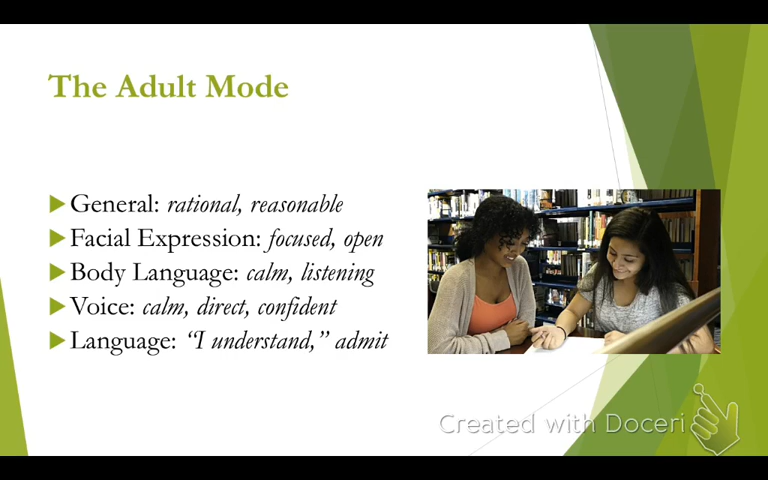 The Adult Mode
General: rational, reasonable
Facial Expression: focused, open
Body Language: calm, listening
Voice: calm, direct, confident
Language: “I understand,” admit
Created with Doceri